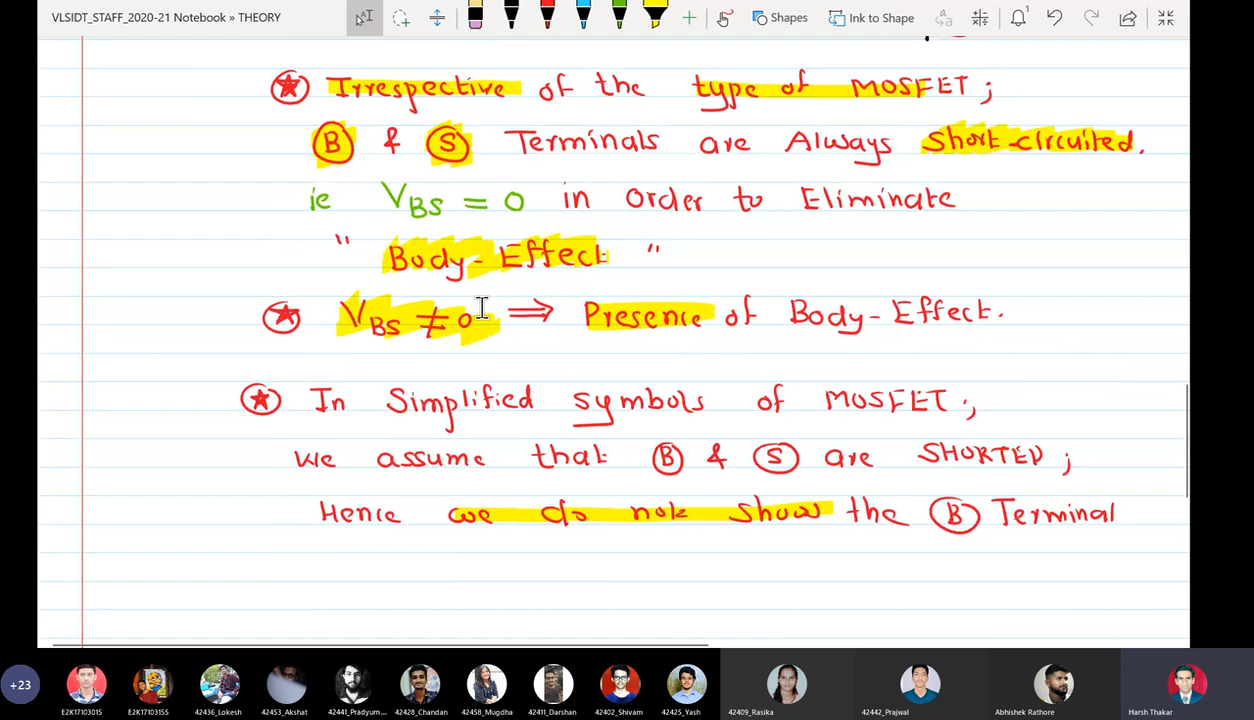 VLSIDT_STAFF_2020-21 Notebook » THEORY
Shapes
Ink to Shape
Irrespective of the type of MOSFET ;
B & S Terminals are Always Short-circuited.
ie VBS = 0 in order to Eliminate
" Body-Effect "
VBS ≠ 0 ⇒ Presence of Body-Effect.
In Simplified symbols of MOSFET ;
we assume that B & S are SHORTED ;
Hence we do not show the B Terminal
+23
E2K17103015
E2K17103155
42436_Lokesh
42453_Akshat
42441_Pradyum...
42428_Chandan
42458_Mugdha
42411_Darshan
42402_Shivam
42425_Yash
42409_Rasika
42442_Prajwal
Abhishek Rathore
Harsh Thakar